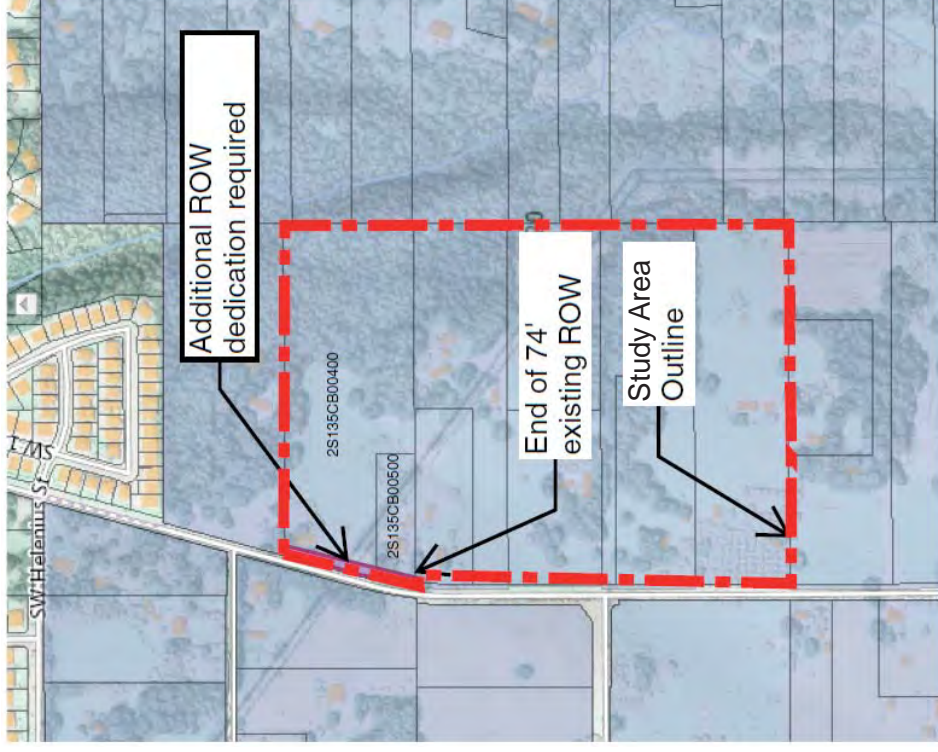 Additional ROW
dedication required
2S135CB00400
2S135CB00500
End of 74'
existing ROW
Study Area
Outline
SW Helenius St